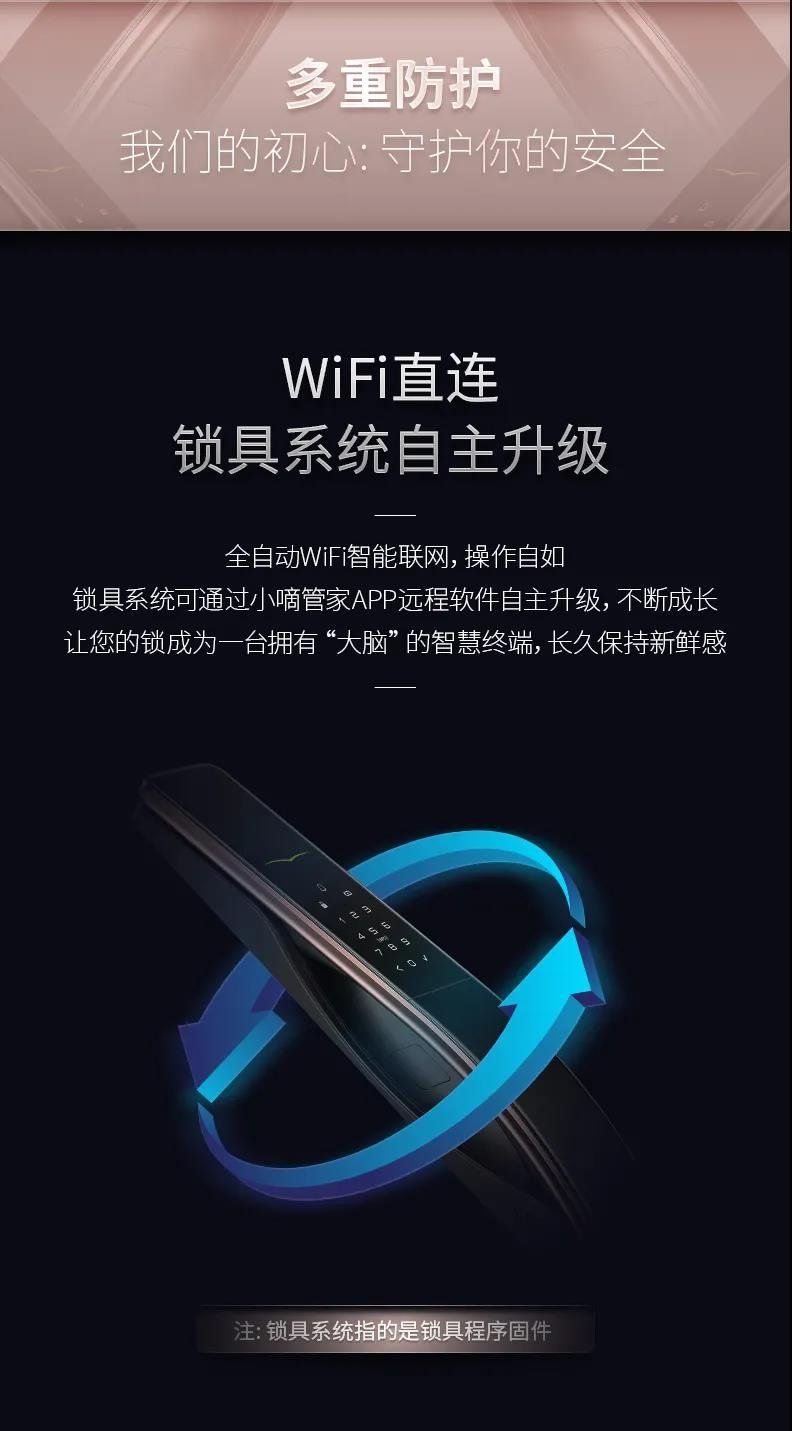 多重防护
我们的初心: 守护你的安全
WiFi直连
锁具系统自主升级
全自动WiFi智能联网, 操作自如
锁具系统可通过小嘀管家APP远程软件自主升级, 不断成长
让您的锁成为一台拥有“大脑”的智慧终端, 长久保持新鲜感
注: 锁具系统指的是锁具程序固件